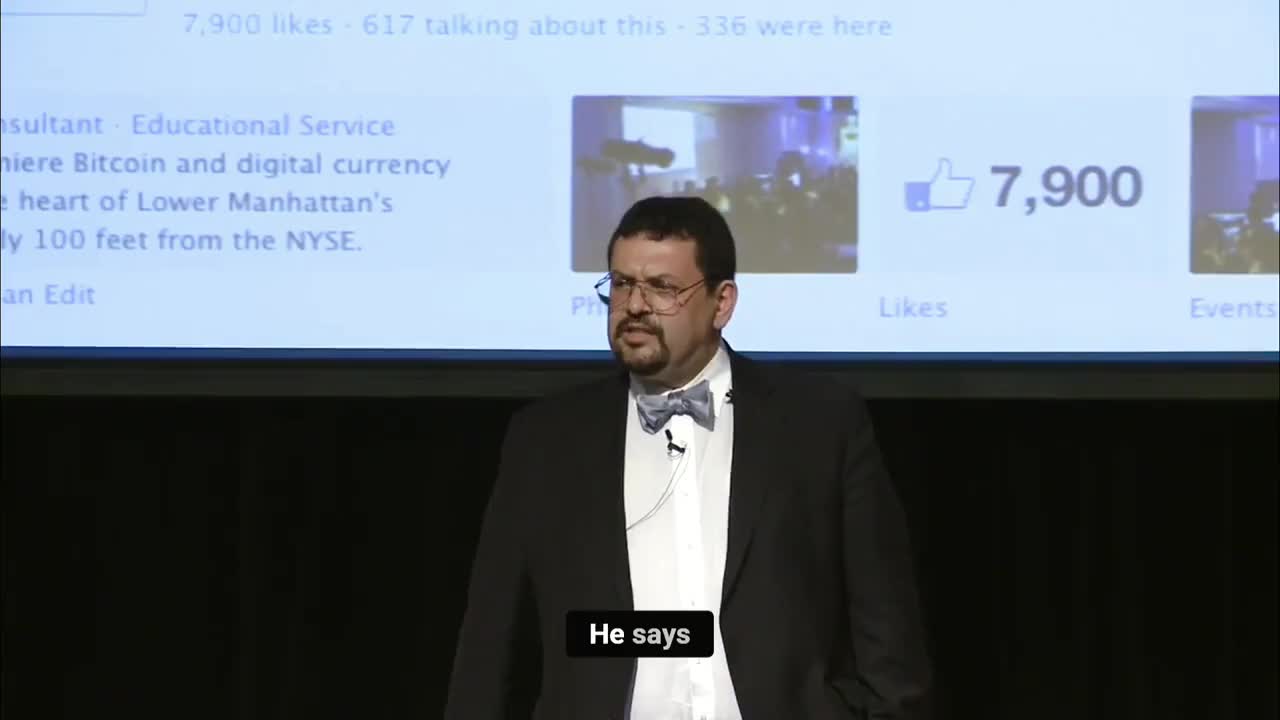 7,900 likes · 617 talking about this · 336 were here
nsultant · Educational Service
niere Bitcoin and digital currency
e heart of Lower Manhattan's
ly 100 feet from the NYSE.
an Edit
7,900
Ph
Likes
Events
He says